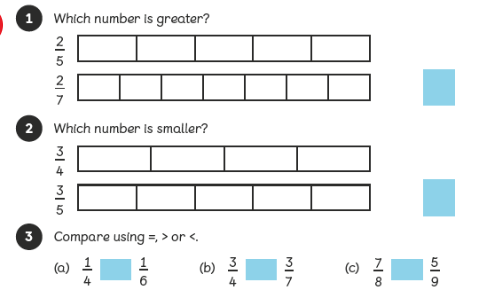 1 Which number is greater?
2/5
2/7
2 Which number is smaller?
3/4
3/5
3 Compare using =, > or <.
(a) 1/4 1/6 (b) 3/4 3/7 (c) 7/8 5/9